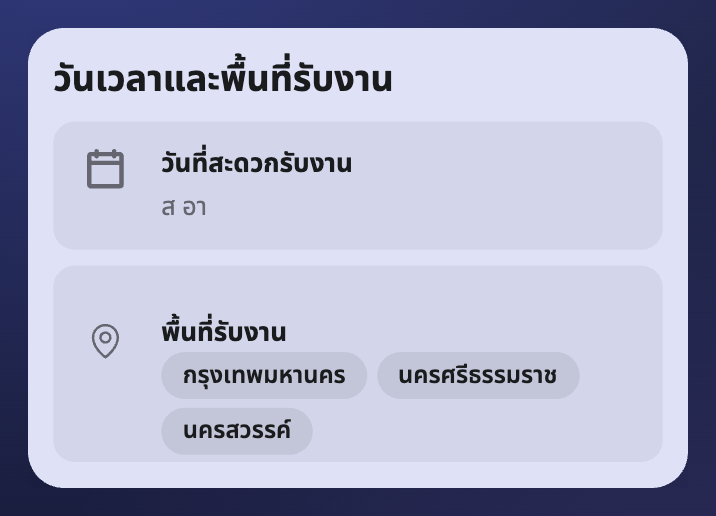 วันเวลาและพื้นที่รับงาน
วันที่สะดวกรับงาน
ส อา
พื้นที่รับงาน
กรุงเทพมหานคร นครศรีธรรมราช
นครสวรรค์